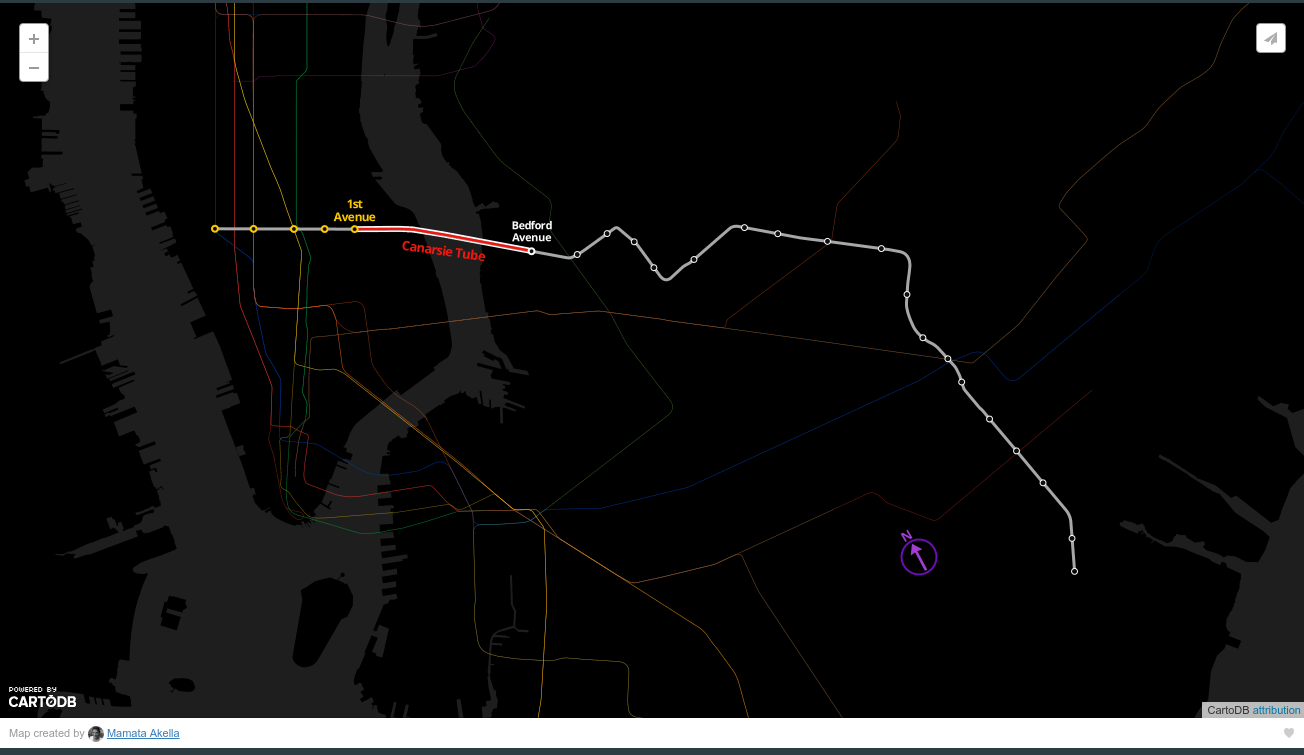 +
−
1st
Avenue
Bedford
Avenue
Canarsie Tube
N
POWERED BY
CARTODB
CartoDB attribution
Map created by Mamata Akella